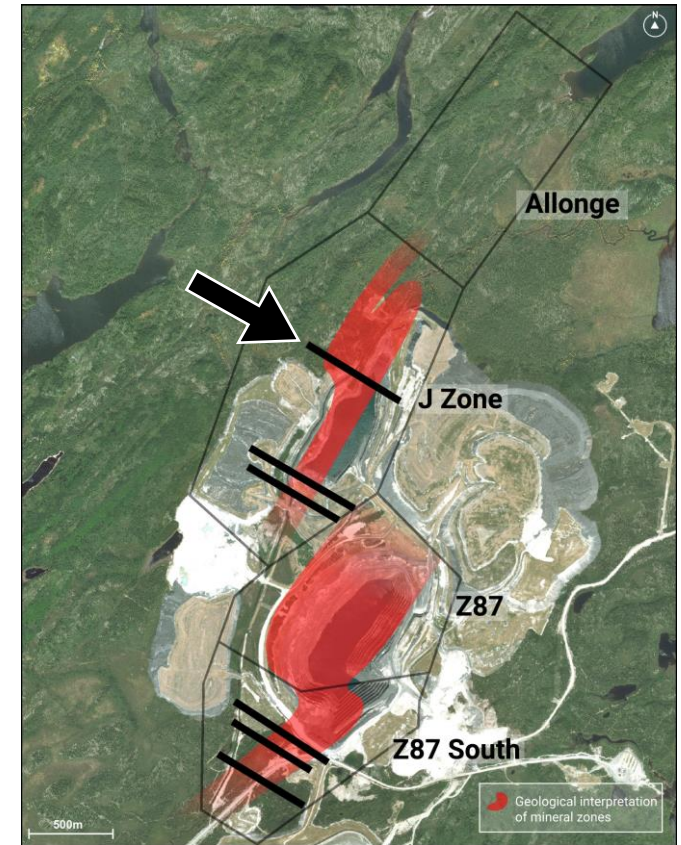 N
Allonge
J Zone
Z87
Z87 South
Geological interpretation
of mineral zones
500m